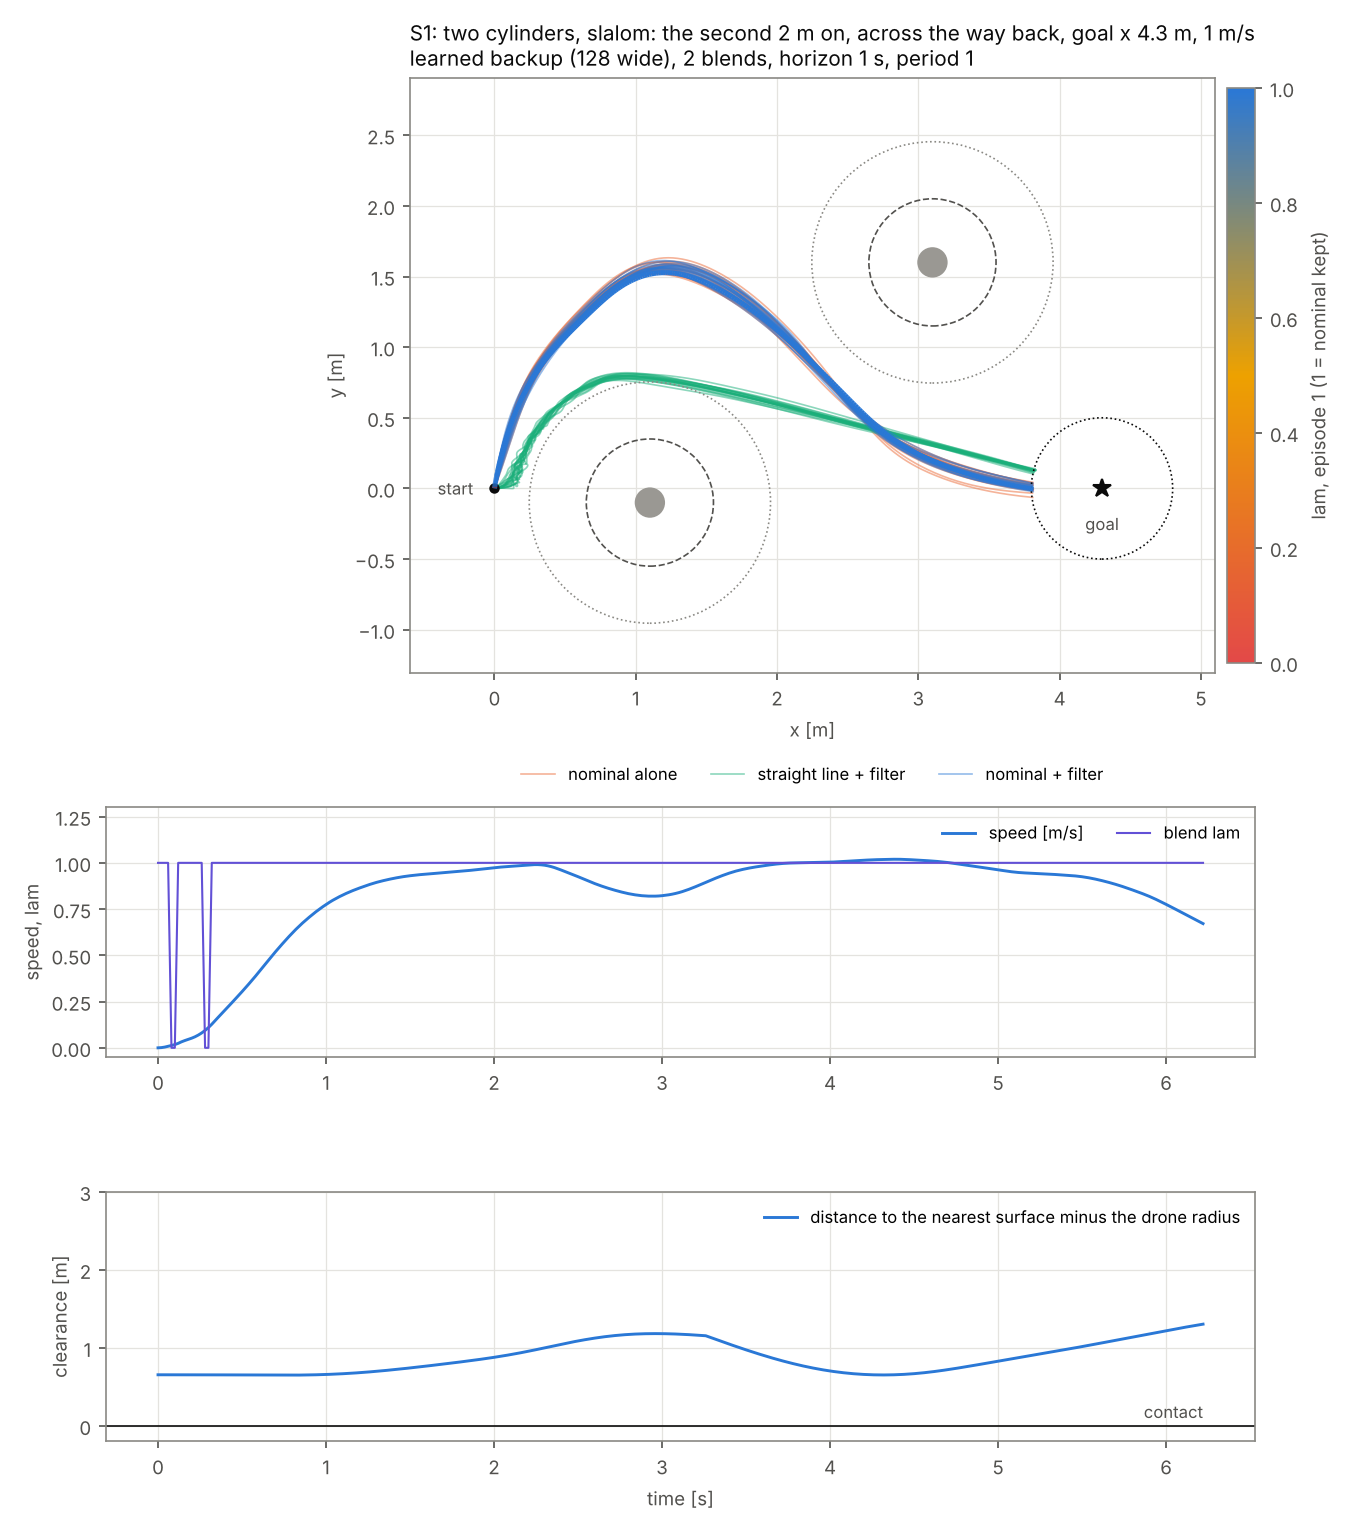 S1: two cylinders, slalom: the second 2 m on, across the way back, goal x 4.3 m, 1 m/s
learned backup (128 wide), 2 blends, horizon 1 s, period 1
2.5
2.0
1.5
1.0
0.5
0.0
−0.5
−1.0
y [m]
start
goal
0 1 2 3 4 5
x [m]
1.0
0.8
0.6
0.4
0.2
0.0
lam, episode 1 (1 = nominal kept)
nominal alone straight line + filter nominal + filter
1.25
1.00
0.75
0.50
0.25
0.00
speed, lam
speed [m/s] blend lam
0 1 2 3 4 5 6
3
2
1
0
clearance [m]
distance to the nearest surface minus the drone radius
contact
0 1 2 3 4 5 6
time [s]